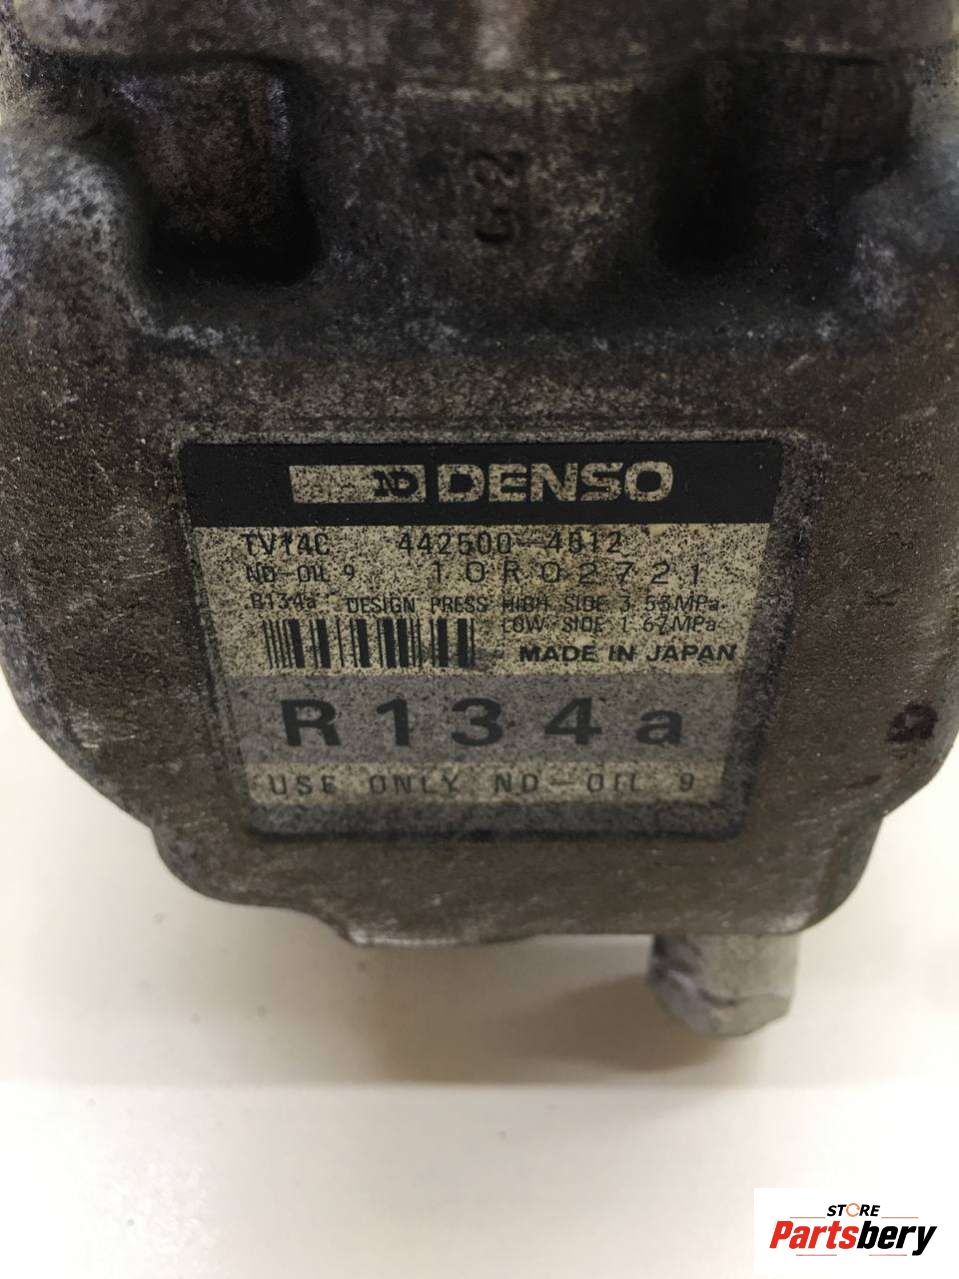 ND DENSO
TV14C 442500-4012
ND-OIL 9 10R02721
R134a DESIGN PRESS HIGH SIDE 3.53MPa
LOW SIDE 1.67MPa
MADE IN JAPAN
R134a
USE ONLY ND-OIL 9
STORE
Partsbery